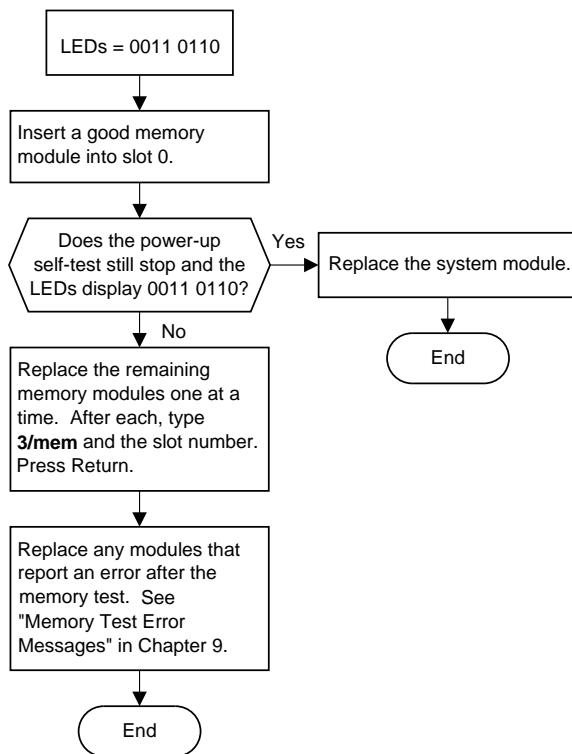 LEDs = 0011 0110
Insert a good memory
module into slot 0.
Does the power-up
self-test still stop and the
LEDs display 0011 0110?
Yes
Replace the system module.
End
No
Replace the remaining
memory modules one at a
time. After each, type
3/mem and the slot number.
Press Return.
Replace any modules that
report an error after the
memory test. See
"Memory Test Error
Messages" in Chapter 9.
End